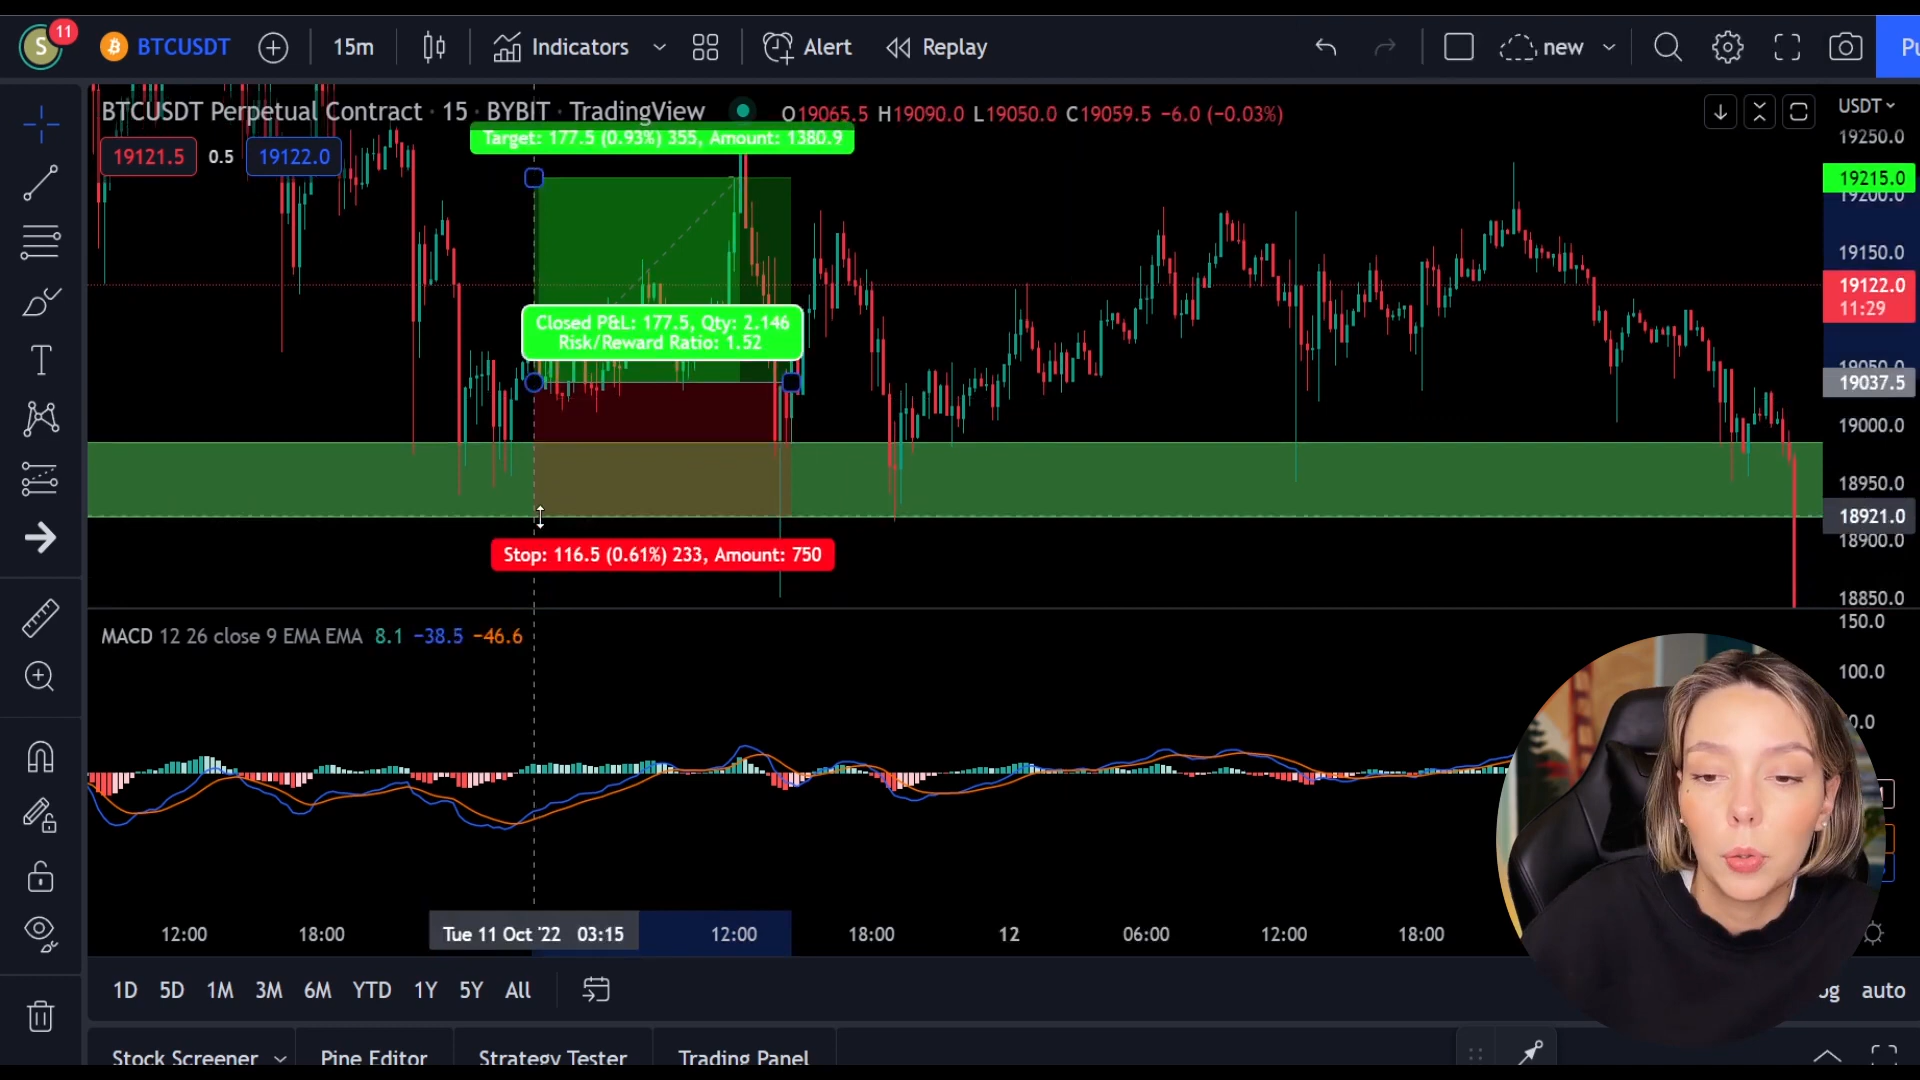 S
11
BTCUSDT
15m
Indicators
Alert
Replay
new
Pu
BTCUSDT Perpetual Contract · 15 · BYBIT · TradingView
O19065.5 H19090.0 L19050.0 C19059.5 −6.0 (−0.03%)
USDT
19121.5
0.5
19122.0
Target: 177.5 (0.93%) 355, Amount: 1380.9
19250.0
19215.0
19200.0
19150.0
19122.0
11:29
Closed P&L: 177.5, Qty: 2.146
Risk/Reward Ratio: 1.52
19050.0
19037.5
19000.0
18950.0
18921.0
18900.0
Stop: 116.5 (0.61%) 233, Amount: 750
18850.0
MACD 12 26 close 9 EMA EMA 8.1 −38.5 −46.6
150.0
100.0
12:00
18:00
Tue 11 Oct '22 03:15
12:00
18:00
12
06:00
12:00
18:00
1D 5D 1M 3M 6M YTD 1Y 5Y All
auto
Stock Screener
Pine Editor
Strategy Tester
Trading Panel